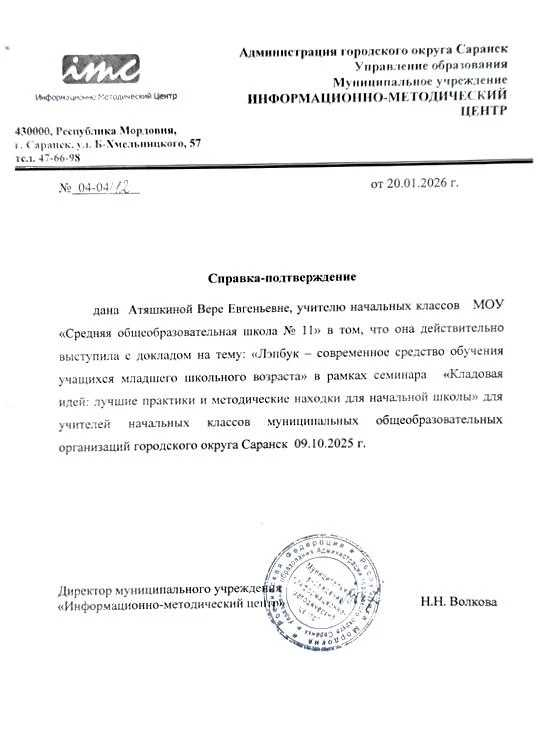 имс
Информационно Методический Центр
Администрация городского округа Саранск
Управление образования
Муниципальное учреждение
ИНФОРМАЦИОННО-МЕТОДИЧЕСКИЙ
ЦЕНТР
430000, Республика Мордовия,
г. Саранск, ул. Б-Хмельницкого, 57
тел. 47-66-98
№ 04-04/12
от 20.01.2026 г.
Справка-подтверждение
дана Атяшкиной Вере Евгеньевне, учителю начальных классов МОУ
«Средняя общеобразовательная школа № 11» в том, что она действительно
выступила с докладом на тему: «Лэпбук – современное средство обучения
учащихся младшего школьного возраста» в рамках семинара «Кладовая
идей: лучшие практики и методические находки для начальной школы» для
учителей начальных классов муниципальных общеобразовательных
организаций городского округа Саранск 09.10.2025 г.
Директор муниципального учреждения
«Информационно-методический центр»
Н.Н. Волкова